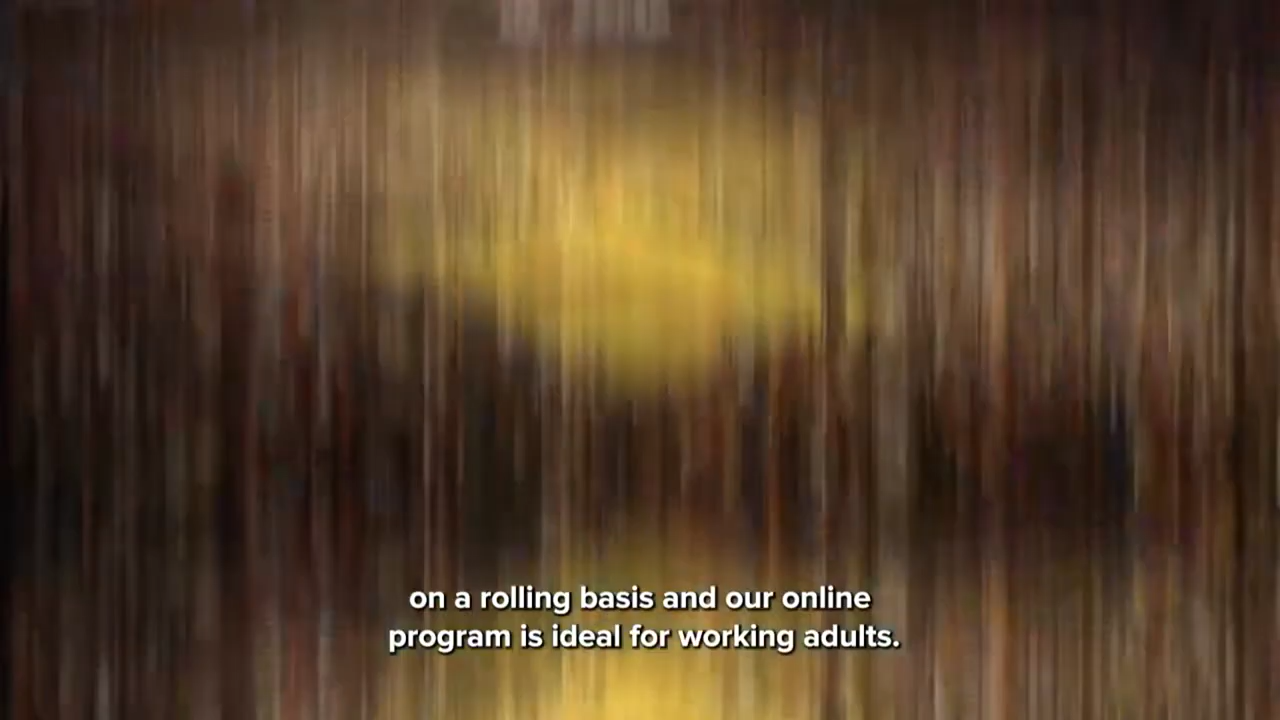 on a rolling basis and our online
program is ideal for working adults.